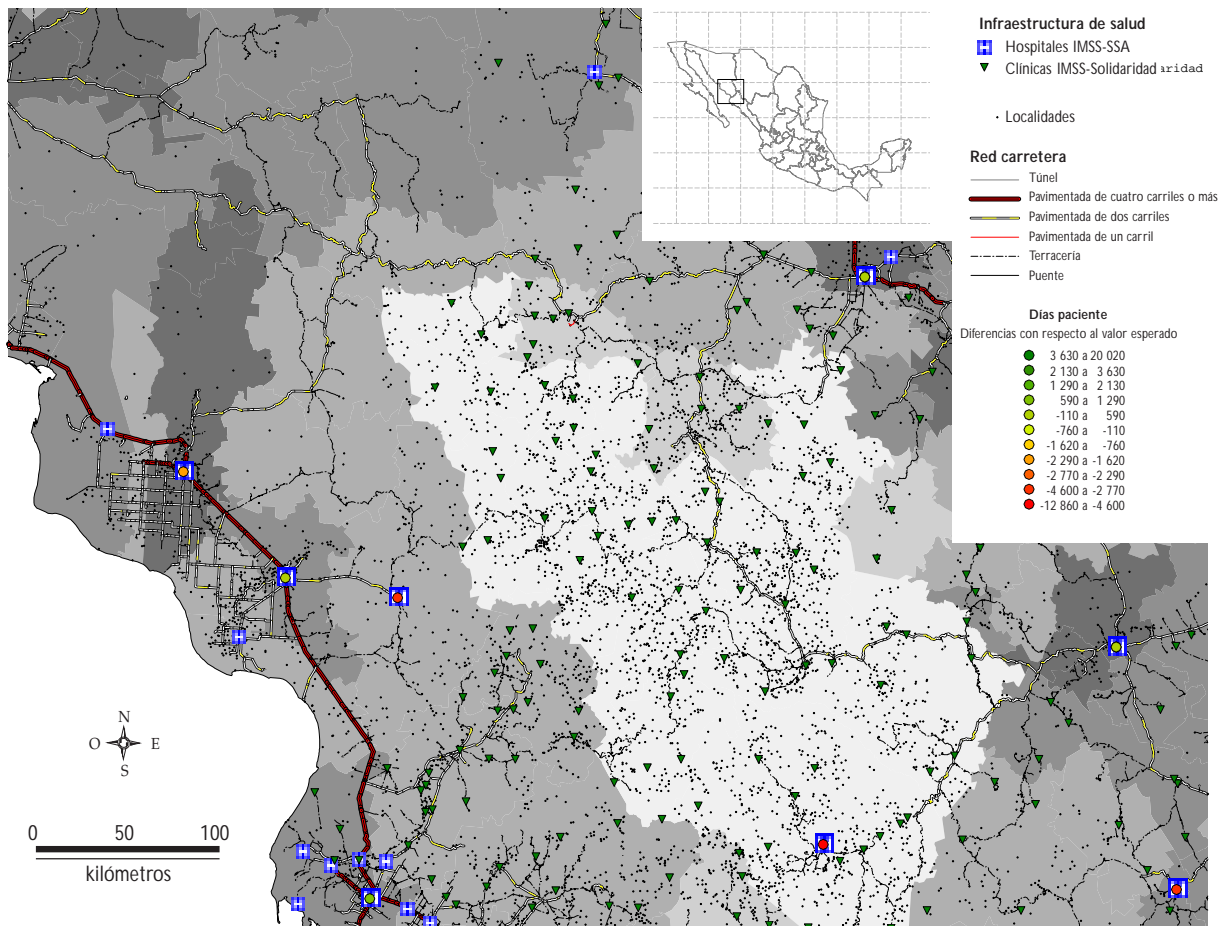 Infraestructura de salud
Hospitales IMSS-SSA
Clínicas IMSS-Solidaridad aridad
Localidades
Red carretera
Túnel
Pavimentada de cuatro carriles o más
Pavimentada de dos carriles
Pavimentada de un carril
Terracería
Puente
Días paciente
Diferencias con respecto al valor esperado
3 630 a 20 020
2 130 a 3 630
1 290 a 2 130
590 a 1 290
-110 a 590
-760 a -110
-1 620 a -760
-2 290 a -1 620
-2 770 a -2 290
-4 600 a -2 770
-12 860 a -4 600
N
O E
S
0 50 100
kilómetros